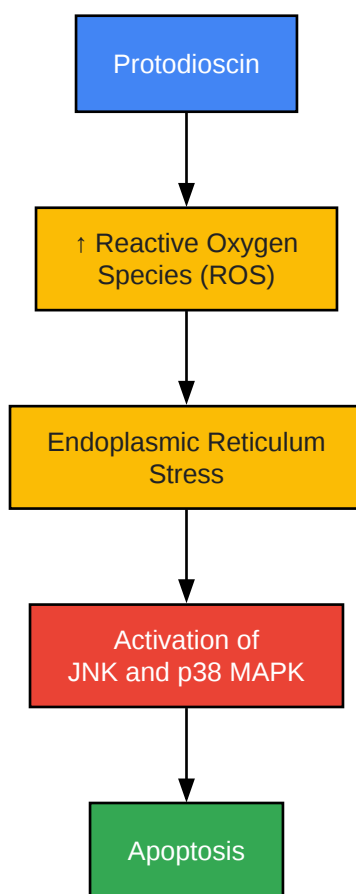 Protodioscin
↑ Reactive Oxygen
Species (ROS)
Endoplasmic Reticulum
Stress
Activation of
JNK and p38 MAPK
Apoptosis